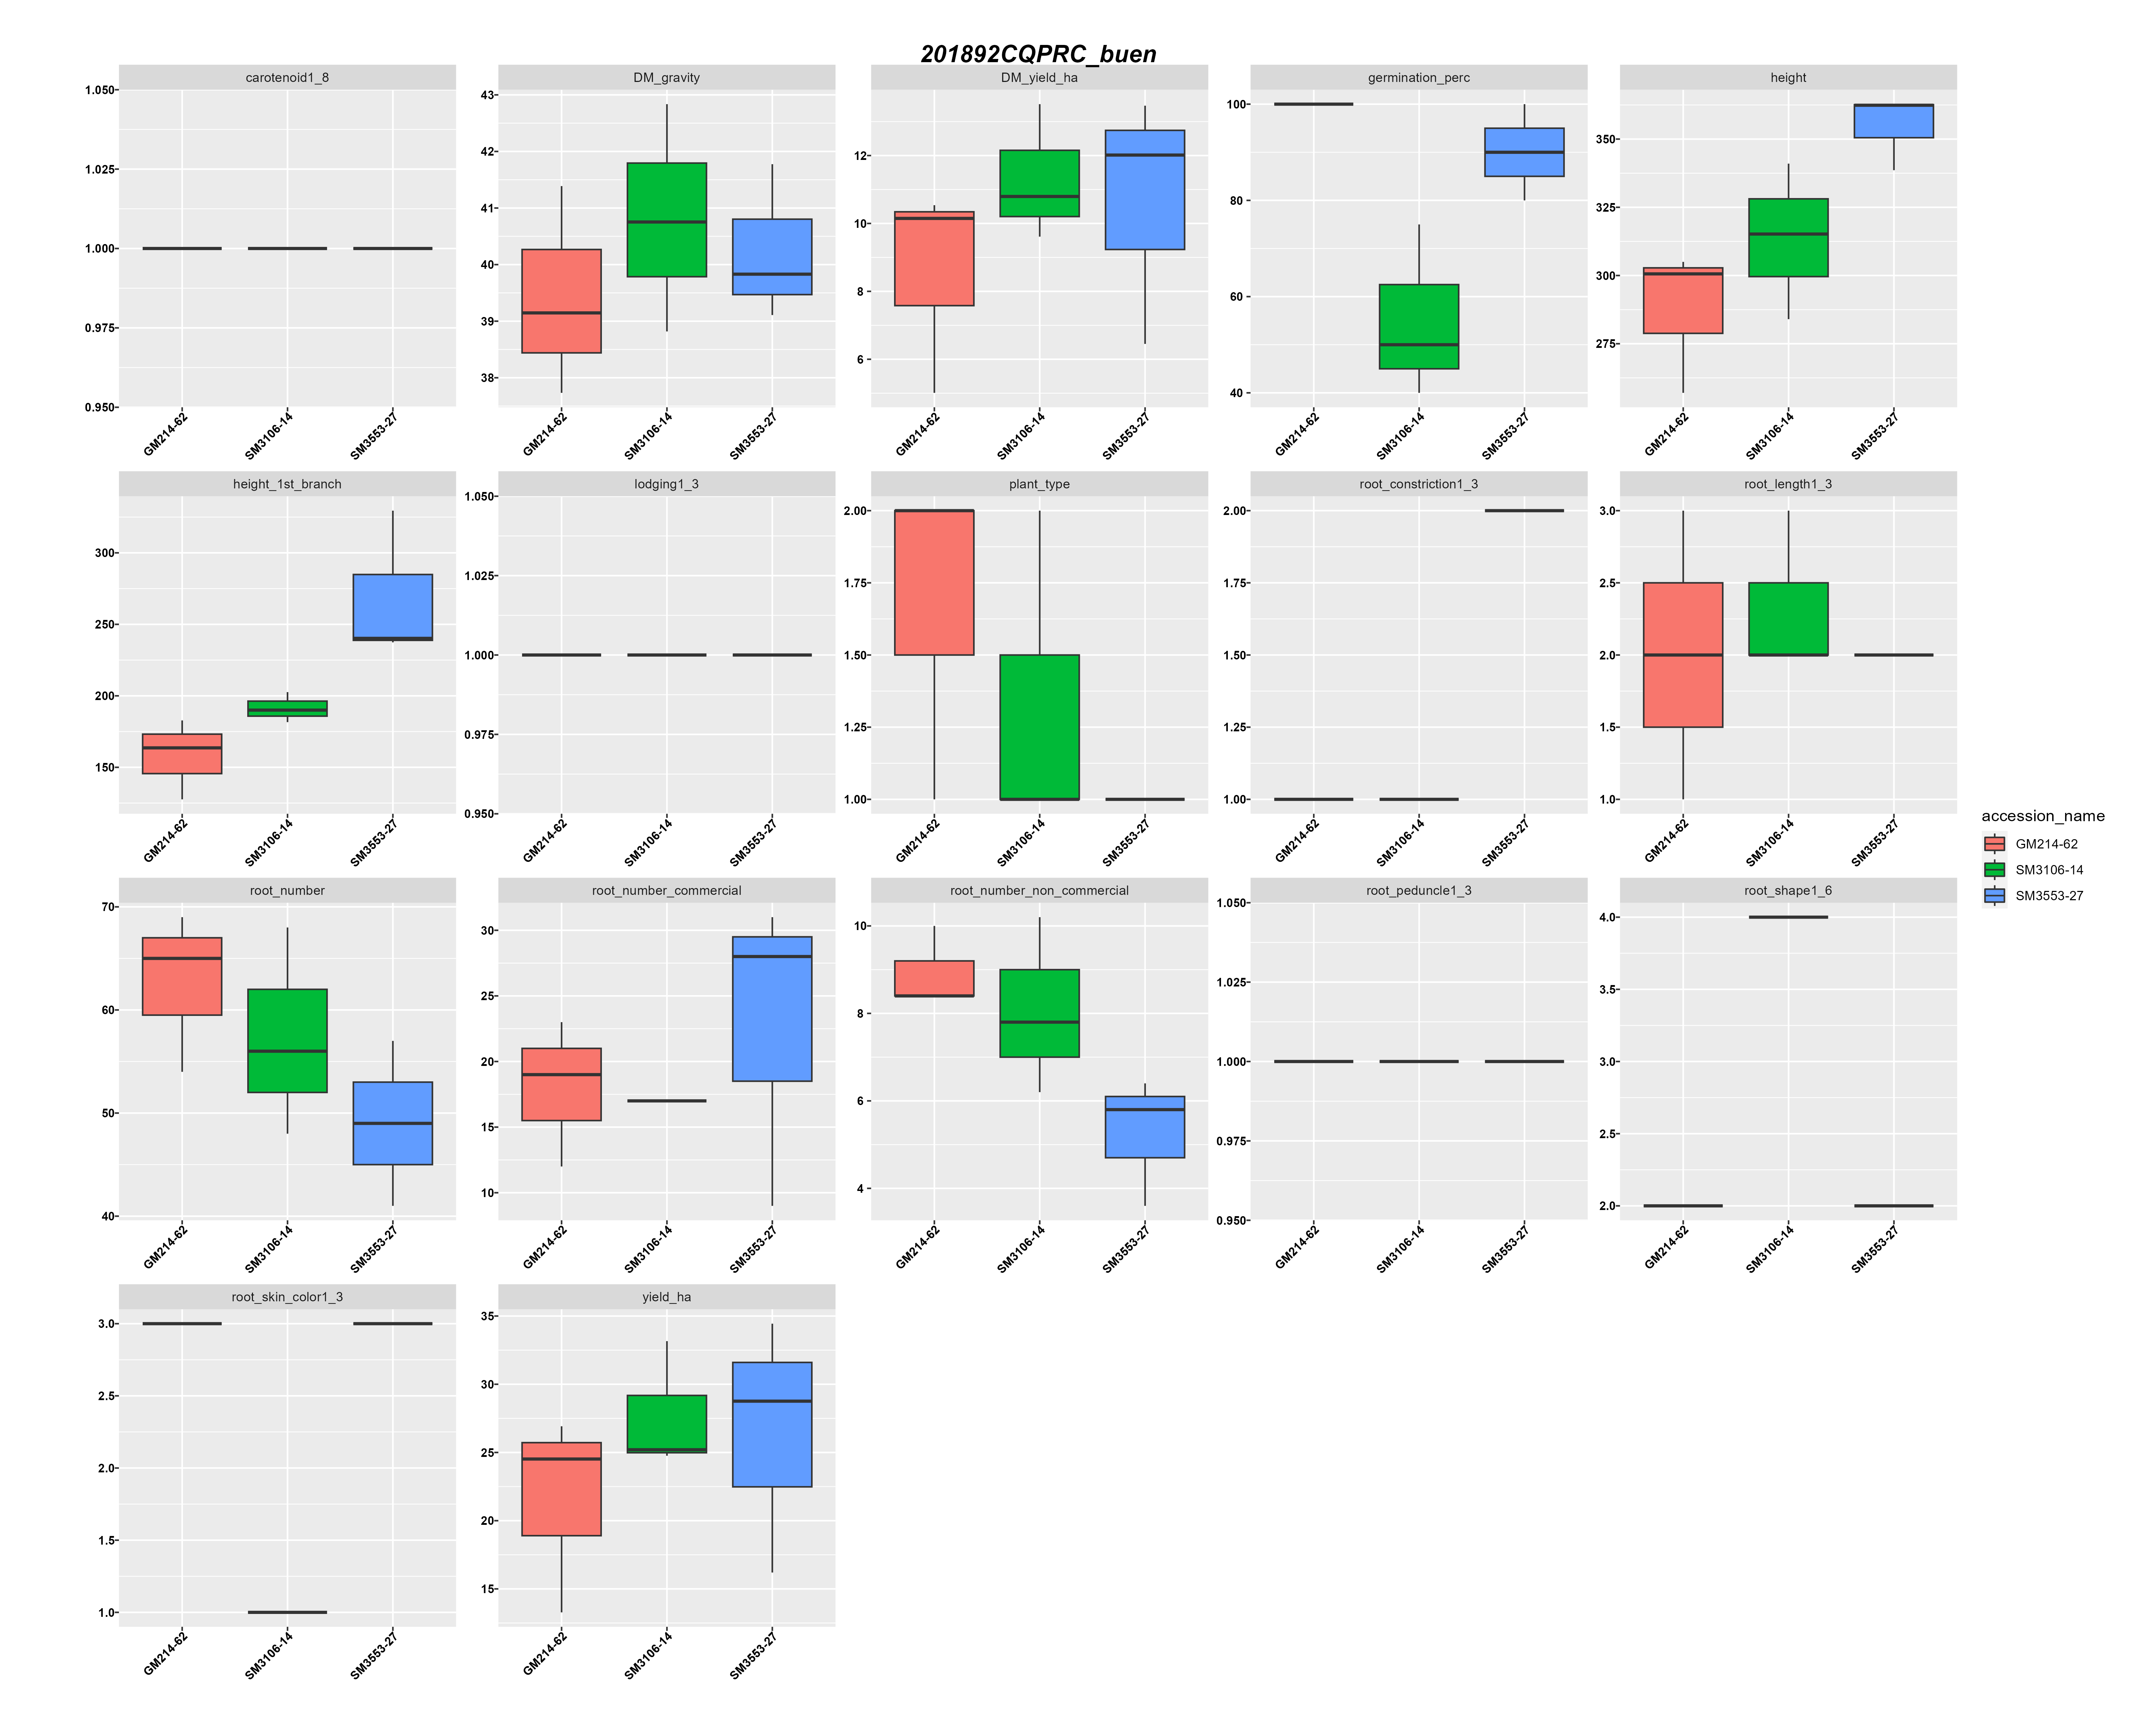 201892CQPRC_buen
carotenoid1_8
1.050
1.025
1.000
0.975
0.950
GM214-62
SM3106-14
SM3553-27
DM_gravity
43
42
41
40
39
38
GM214-62
SM3106-14
SM3553-27
DM_yield_ha
12
10
8
6
GM214-62
SM3106-14
SM3553-27
germination_perc
100
80
60
40
GM214-62
SM3106-14
SM3553-27
height
350
325
300
275
GM214-62
SM3106-14
SM3553-27
height_1st_branch
300
250
200
150
GM214-62
SM3106-14
SM3553-27
lodging1_3
1.050
1.025
1.000
0.975
0.950
GM214-62
SM3106-14
SM3553-27
plant_type
2.00
1.75
1.50
1.25
1.00
GM214-62
SM3106-14
SM3553-27
root_constriction1_3
2.00
1.75
1.50
1.25
1.00
GM214-62
SM3106-14
SM3553-27
root_length1_3
3.0
2.5
2.0
1.5
1.0
GM214-62
SM3106-14
SM3553-27
accession_name
GM214-62
SM3106-14
SM3553-27
root_number
70
60
50
40
GM214-62
SM3106-14
SM3553-27
root_number_commercial
30
25
20
15
10
GM214-62
SM3106-14
SM3553-27
root_number_non_commercial
10
8
6
4
GM214-62
SM3106-14
SM3553-27
root_peduncle1_3
1.050
1.025
1.000
0.975
0.950
GM214-62
SM3106-14
SM3553-27
root_shape1_6
4.0
3.5
3.0
2.5
2.0
GM214-62
SM3106-14
SM3553-27
root_skin_color1_3
3.0
2.5
2.0
1.5
1.0
GM214-62
SM3106-14
SM3553-27
yield_ha
35
30
25
20
15
GM214-62
SM3106-14
SM3553-27